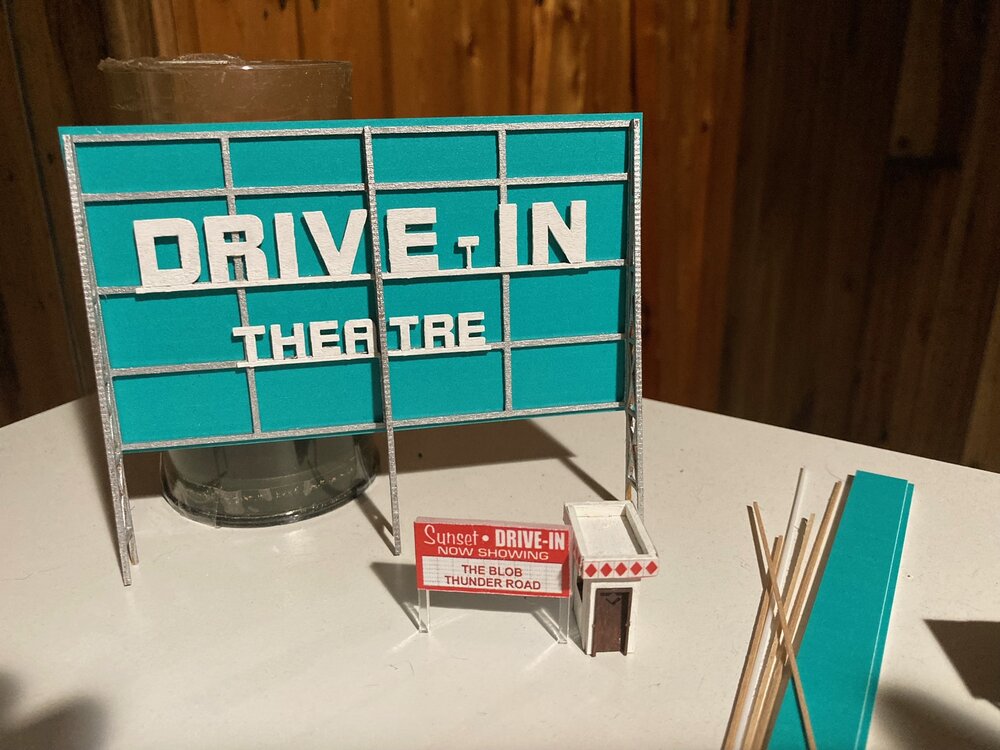 DRIVE-IN
THEATRE
Sunset • DRIVE-IN
NOW SHOWING
THE BLOB
THUNDER ROAD